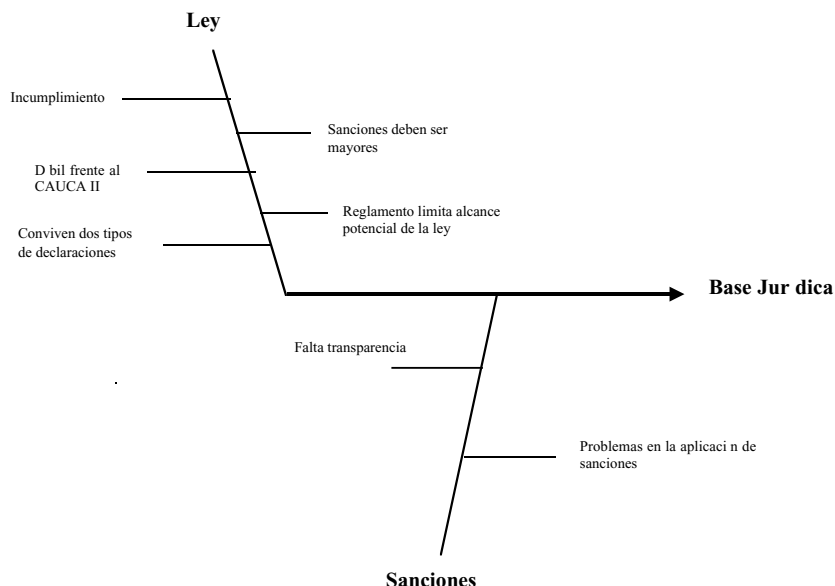 Ley
Incumplimiento
Sanciones deben ser
mayores
D bil frente al
CAUCA II
Reglamento limita alcance
potencial de la ley
Conviven dos tipos
de declaraciones
Base Jur dica
Falta transparencia
Problemas en la aplicaci n de
sanciones
Sanciones